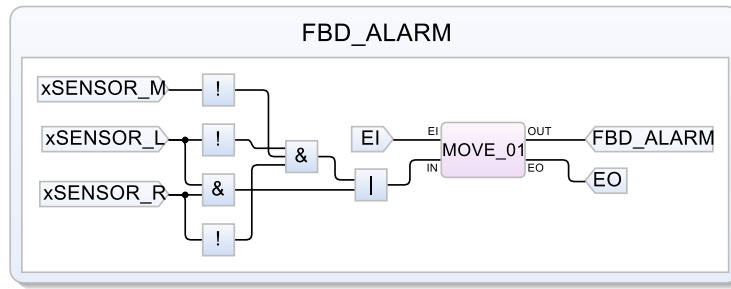 FBD_ALARM
xSENSOR_M
!
xSENSOR_L
!
&
EI
EI
IN
MOVE_01
OUT
EO
FBD_ALARM
EO
xSENSOR_R
&
|
!